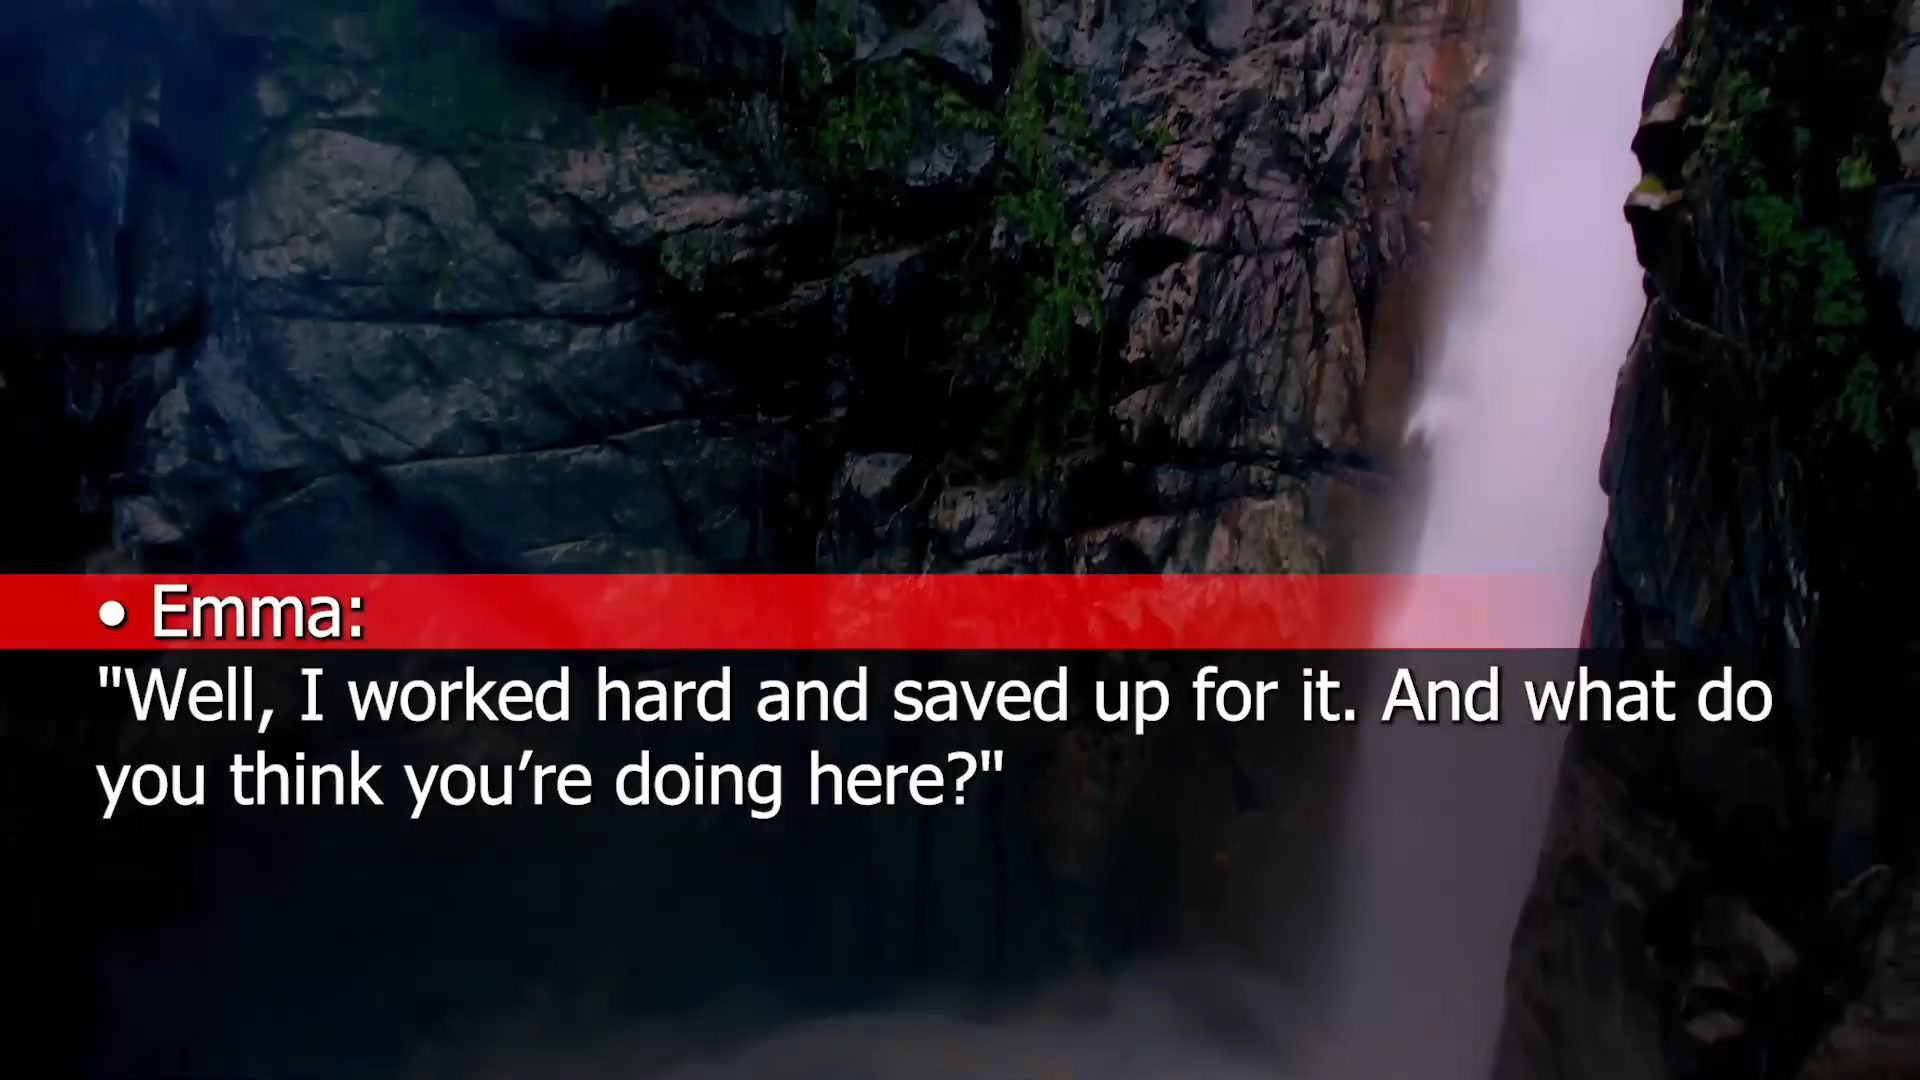 • Emma:
"Well, I worked hard and saved up for it. And what do
you think you’re doing here?"